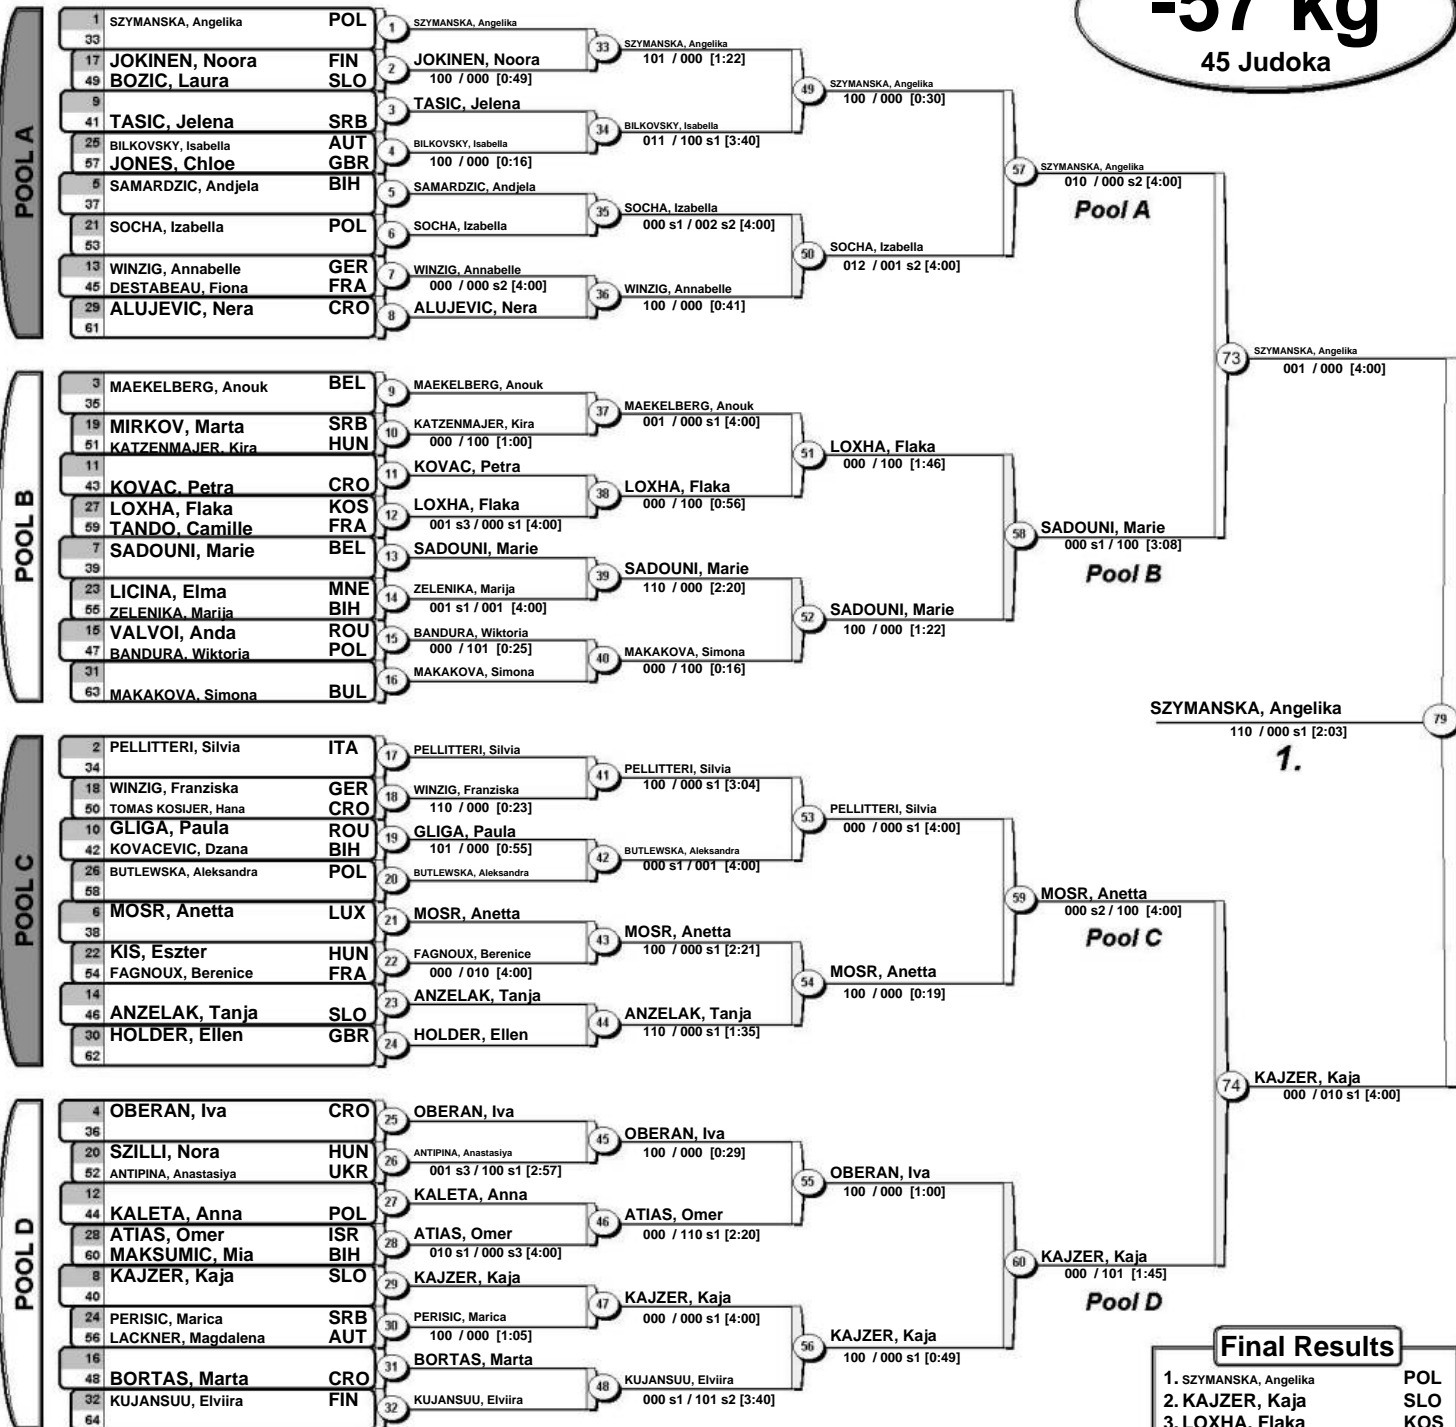 -57 kg
45 Judoka
POOL A
1 SZYMANSKA, Angelika POL
33
17 JOKINEN, Noora FIN
49 BOZIC, Laura SLO
9
41 TASIC, Jelena SRB
25 BILKOVSKY, Isabella AUT
57 JONES, Chloe GBR
5 SAMARDZIC, Andjela BIH
37
21 SOCHA, Izabella POL
53
13 WINZIG, Annabelle GER
45 DESTABEAU, Fiona FRA
29 ALUJEVIC, Nera CRO
61
1 SZYMANSKA, Angelika
2 JOKINEN, Noora
100 / 000 [0:49]
3 TASIC, Jelena
4 BILKOVSKY, Isabella
100 / 000 [0:16]
5 SAMARDZIC, Andjela
6 SOCHA, Izabella
7 WINZIG, Annabelle
000 / 000 s2 [4:00]
8 ALUJEVIC, Nera
33 SZYMANSKA, Angelika
101 / 000 [1:22]
34 BILKOVSKY, Isabella
011 / 100 s1 [3:40]
35 SOCHA, Izabella
000 s1 / 002 s2 [4:00]
36 WINZIG, Annabelle
100 / 000 [0:41]
49 SZYMANSKA, Angelika
100 / 000 [0:30]
50 SOCHA, Izabella
012 / 001 s2 [4:00]
57 SZYMANSKA, Angelika
010 / 000 s2 [4:00]
Pool A
POOL B
3 MAEKELBERG, Anouk BEL
35
19 MIRKOV, Marta SRB
51 KATZENMAJER, Kira HUN
11
43 KOVAC, Petra CRO
27 LOXHA, Flaka KOS
59 TANDO, Camille FRA
7 SADOUNI, Marie BEL
39
23 LICINA, Elma MNE
55 ZELENIKA, Marija BIH
15 VALVOI, Anda ROU
47 BANDURA, Wiktoria POL
31
63 MAKAKOVA, Simona BUL
9 MAEKELBERG, Anouk
10 KATZENMAJER, Kira
000 / 100 [1:00]
11 KOVAC, Petra
12 LOXHA, Flaka
001 s3 / 000 s1 [4:00]
13 SADOUNI, Marie
14 ZELENIKA, Marija
001 s1 / 001 [4:00]
15 BANDURA, Wiktoria
000 / 101 [0:25]
16 MAKAKOVA, Simona
37 MAEKELBERG, Anouk
001 / 000 s1 [4:00]
38 LOXHA, Flaka
000 / 100 [0:56]
39 SADOUNI, Marie
110 / 000 [2:20]
40 MAKAKOVA, Simona
000 / 100 [0:16]
51 LOXHA, Flaka
000 / 100 [1:46]
52 SADOUNI, Marie
100 / 000 [1:22]
58 SADOUNI, Marie
000 s1 / 100 [3:08]
Pool B
73 SZYMANSKA, Angelika
001 / 000 [4:00]
SZYMANSKA, Angelika 79
110 / 000 s1 [2:03]
1.
POOL C
2 PELLITTERI, Silvia ITA
34
18 WINZIG, Franziska GER
50 TOMAS KOSIJER, Hana CRO
10 GLIGA, Paula ROU
42 KOVACEVIC, Dzana BIH
26 BUTLEWSKA, Aleksandra POL
58
6 MOSR, Anetta LUX
38
22 KIS, Eszter HUN
54 FAGNOUX, Berenice FRA
14
46 ANZELAK, Tanja SLO
30 HOLDER, Ellen GBR
62
17 PELLITTERI, Silvia
18 WINZIG, Franziska
110 / 000 [0:23]
19 GLIGA, Paula
101 / 000 [0:55]
20 BUTLEWSKA, Aleksandra
21 MOSR, Anetta
22 FAGNOUX, Berenice
000 / 010 [4:00]
23 ANZELAK, Tanja
24 HOLDER, Ellen
41 PELLITTERI, Silvia
100 / 000 s1 [3:04]
42 BUTLEWSKA, Aleksandra
000 s1 / 001 [4:00]
43 MOSR, Anetta
100 / 000 s1 [2:21]
44 ANZELAK, Tanja
110 / 000 s1 [1:35]
53 PELLITTERI, Silvia
000 / 000 s1 [4:00]
54 MOSR, Anetta
100 / 000 [0:19]
59 MOSR, Anetta
000 s2 / 100 [4:00]
Pool C
POOL D
4 OBERAN, Iva CRO
36
20 SZILLI, Nora HUN
52 ANTIPINA, Anastasiya UKR
12
44 KALETA, Anna POL
28 ATIAS, Omer ISR
60 MAKSUMIC, Mia BIH
8 KAJZER, Kaja SLO
40
24 PERISIC, Marica SRB
56 LACKNER, Magdalena AUT
16
48 BORTAS, Marta CRO
32 KUJANSUU, Elviira FIN
64
25 OBERAN, Iva
26 ANTIPINA, Anastasiya
001 s3 / 100 s1 [2:57]
27 KALETA, Anna
28 ATIAS, Omer
010 s1 / 000 s3 [4:00]
29 KAJZER, Kaja
30 PERISIC, Marica
100 / 000 [1:05]
31 BORTAS, Marta
32 KUJANSUU, Elviira
45 OBERAN, Iva
100 / 000 [0:29]
46 ATIAS, Omer
000 / 110 s1 [2:20]
47 KAJZER, Kaja
000 / 000 s1 [4:00]
48 KUJANSUU, Elviira
000 s1 / 101 s2 [3:40]
55 OBERAN, Iva
100 / 000 [1:00]
56 KAJZER, Kaja
100 / 000 s1 [0:49]
60 KAJZER, Kaja
000 / 101 [1:45]
Pool D
74 KAJZER, Kaja
000 / 010 s1 [4:00]
Final Results
1. SZYMANSKA, Angelika POL
2. KAJZER, Kaja SLO
3. LOXHA, Flaka KOS